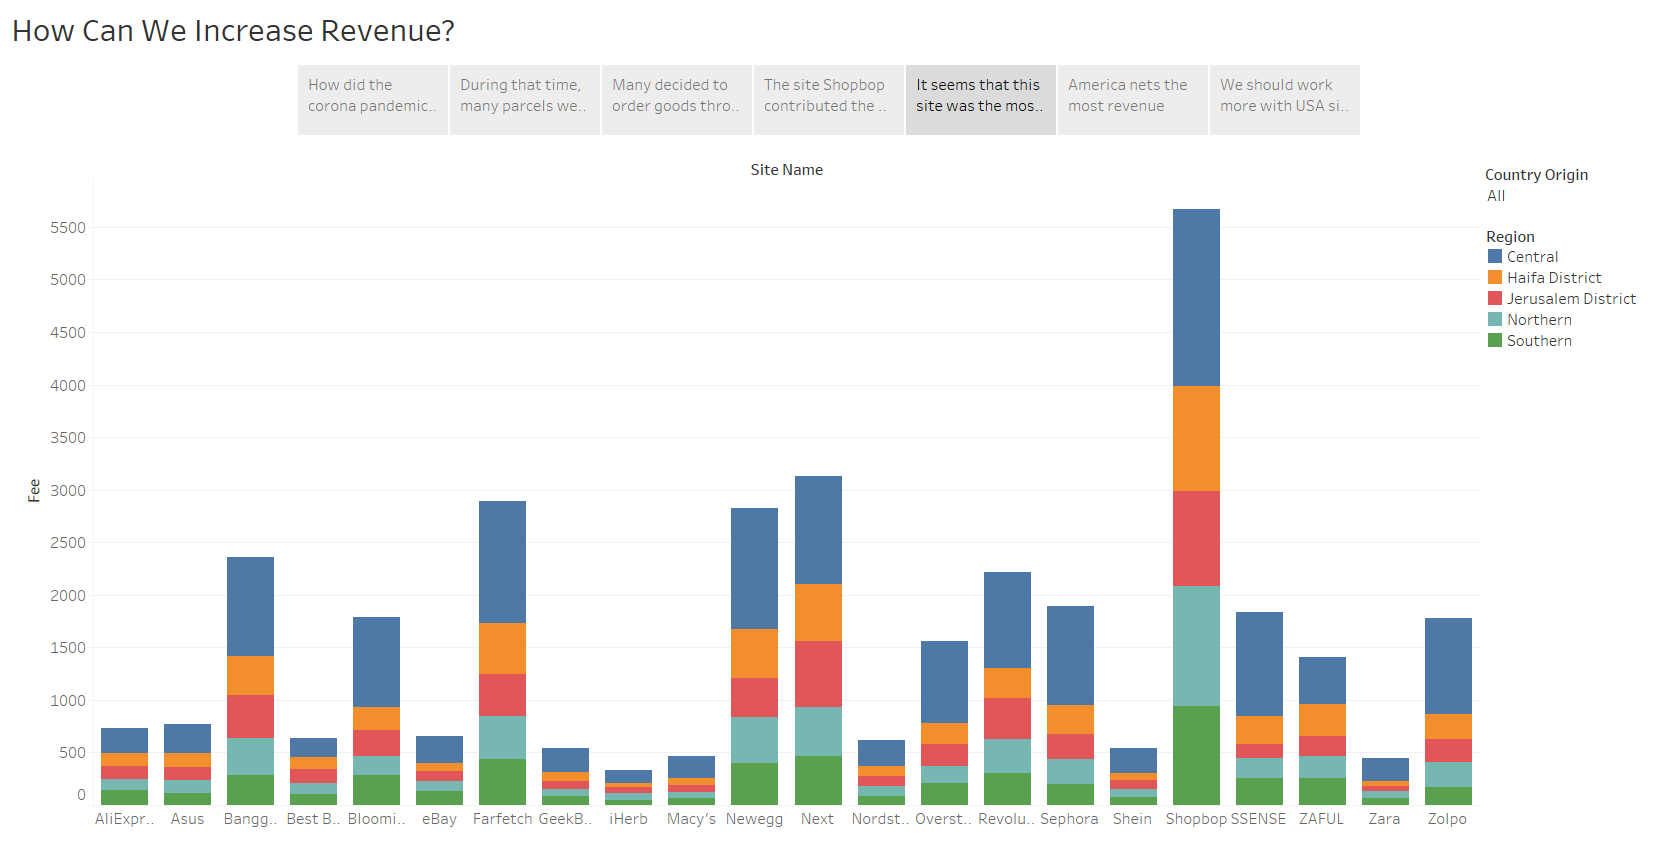 How Can We Increase Revenue?
How did the
corona pandemic..
During that time,
many parcels we..
Many decided to
order goods thro..
The site Shopbop
contributed the ..
It seems that this
site was the mos..
America nets the
most revenue
We should work
more with USA si..
Site Name
Country Origin
All
Region
Central
Haifa District
Jerusalem District
Northern
Southern
Fee
5500
5000
4500
4000
3500
3000
2500
2000
1500
1000
500
0
AliExpr..
Asus
Bangg..
Best B..
Bloomi..
eBay
Farfetch
GeekB..
iHerb
Macy's
Newegg
Next
Nordst..
Overst..
Revolu..
Sephora
Shein
Shopbop
SSENSE
ZAFUL
Zara
Zolpo